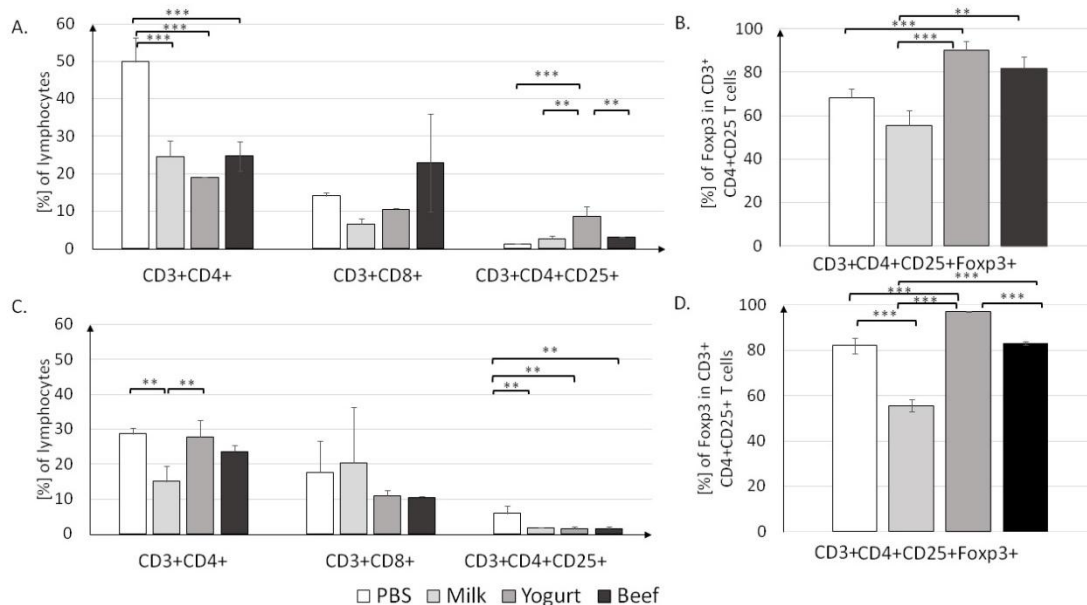 A.
[%] of lymphocytes
60
50
40
30
20
10
0
***
***
***
***
**
**
CD3+CD4+
CD3+CD8+
CD3+CD4+CD25+
B.
[%] of Foxp3 in CD3⁺
CD4+CD25 T cells
100
80
60
40
20
0
**
***
***
CD3+CD4+CD25+Foxp3+
C.
[%] of lymphocytes
60
50
40
30
20
10
0
**
**
**
**
**
CD3+CD4+
CD3+CD8+
CD3+CD4+CD25+
D.
[%] of Foxp3 in CD3+
CD4+CD25+ T cells
100
80
60
40
20
0
***
***
***
***
***
CD3+CD4+CD25+Foxp3+
PBS Milk Yogurt Beef